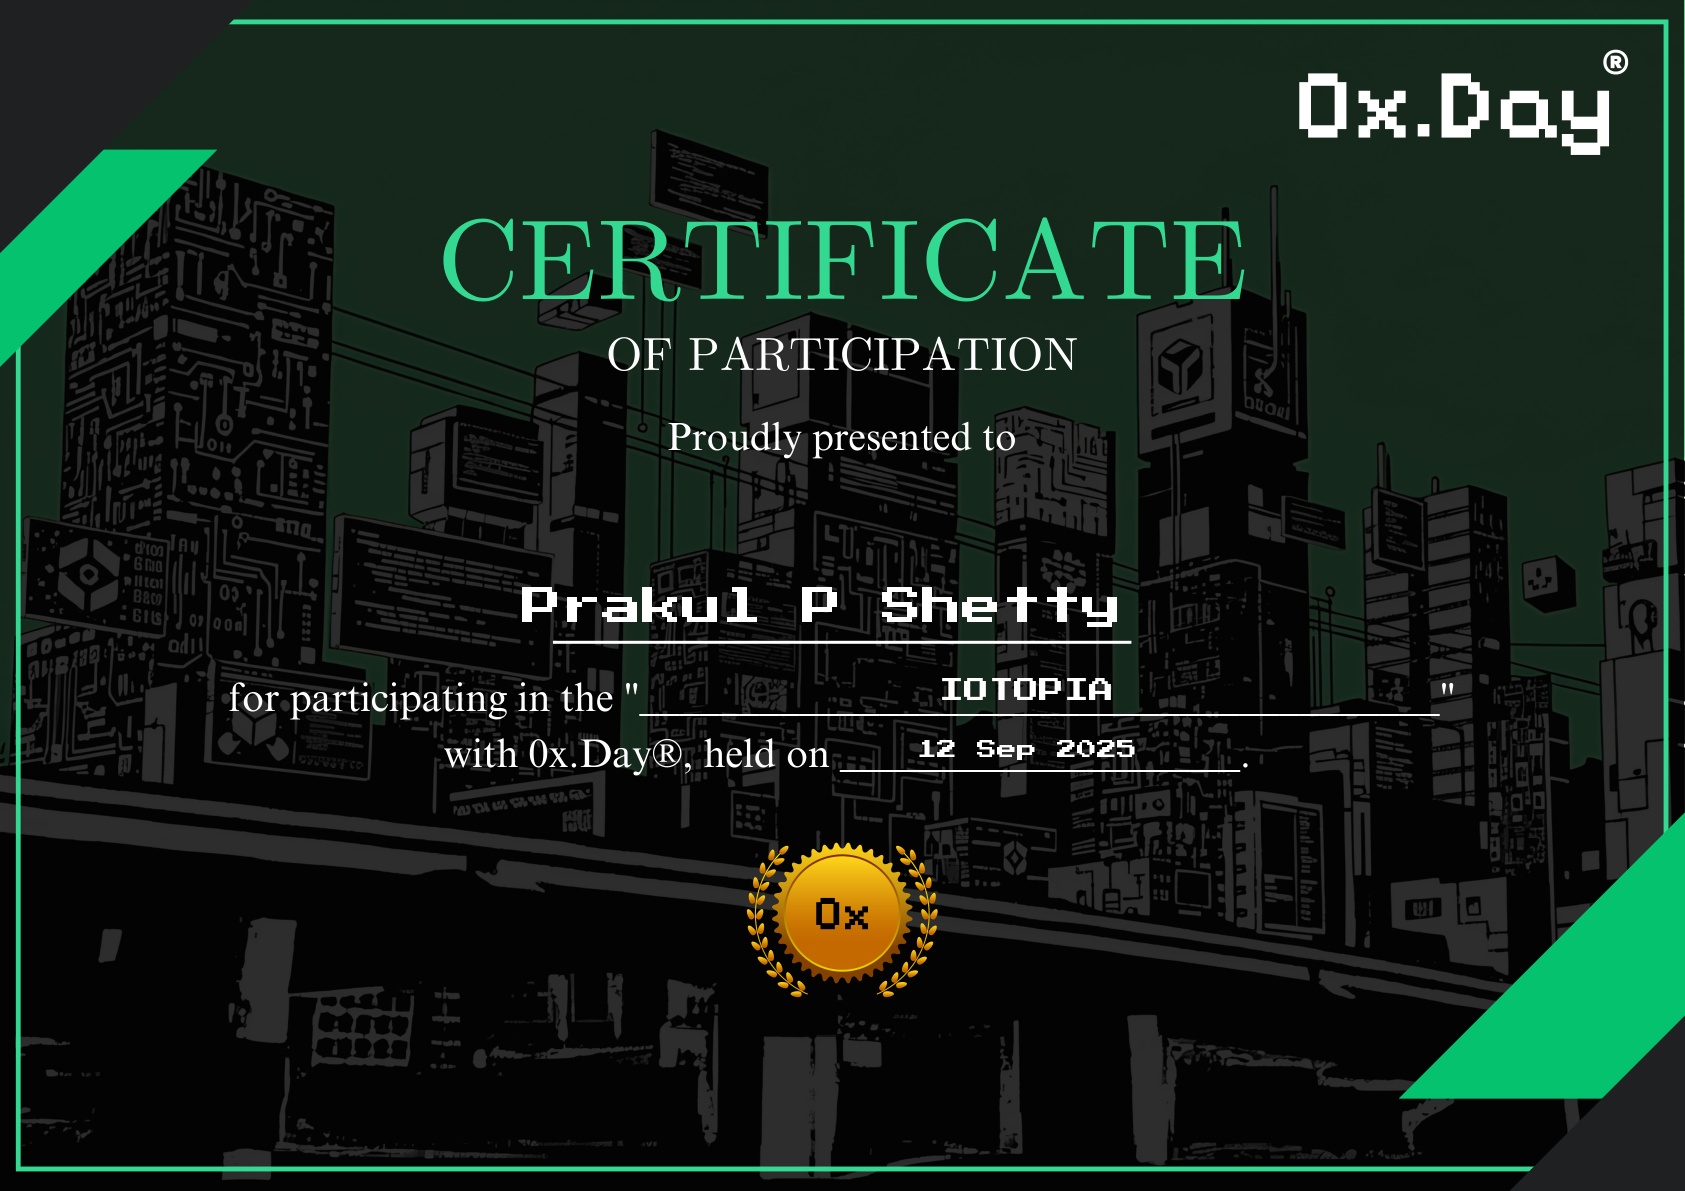 0x.Day®
CERTIFICATE
OF PARTICIPATION
Proudly presented to
Prakul P Shetty
for participating in the "IOTOPIA"
with 0x.Day®, held on 12 Sep 2025.
0x